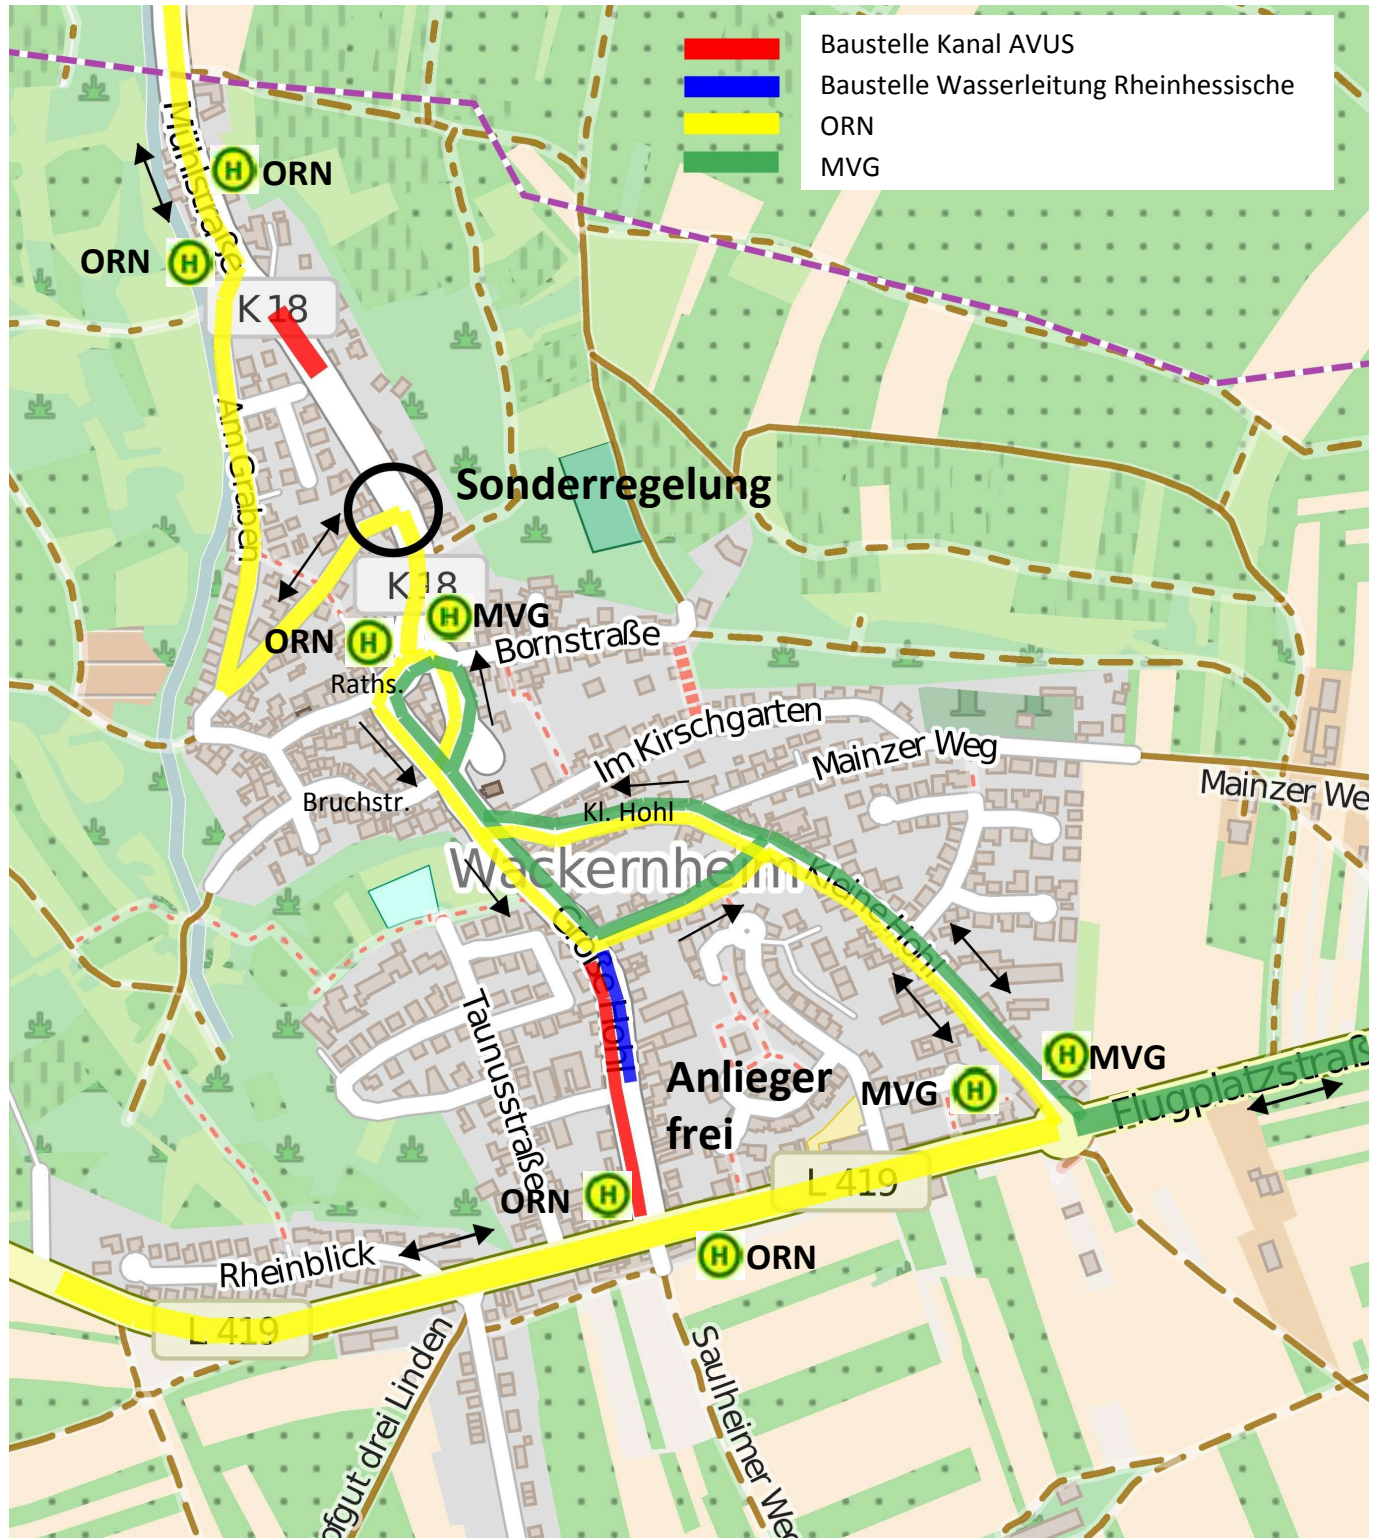 Baustelle Kanal AVUS
Baustelle Wasserleitung Rheinhessische
ORN
MVG
Mühlstraße
H ORN
ORN H
K 18
Am Graben
Sonderregelung
K 18
H MVG
ORN H
Bornstraße
Raths.
Im Kirschgarten
Mainzer Weg
Mainzer We
Bruchstr.
Kl. Hohl
Wackernheim
Kleine Hohl
Große Hohl
Taunusstraße
H MVG
Anlieger
frei
MVG H
Flugplatzstraß
ORN H
L 419
H ORN
Rheinblick
L 419
ofgut drei Linden
Saulheimer Weg